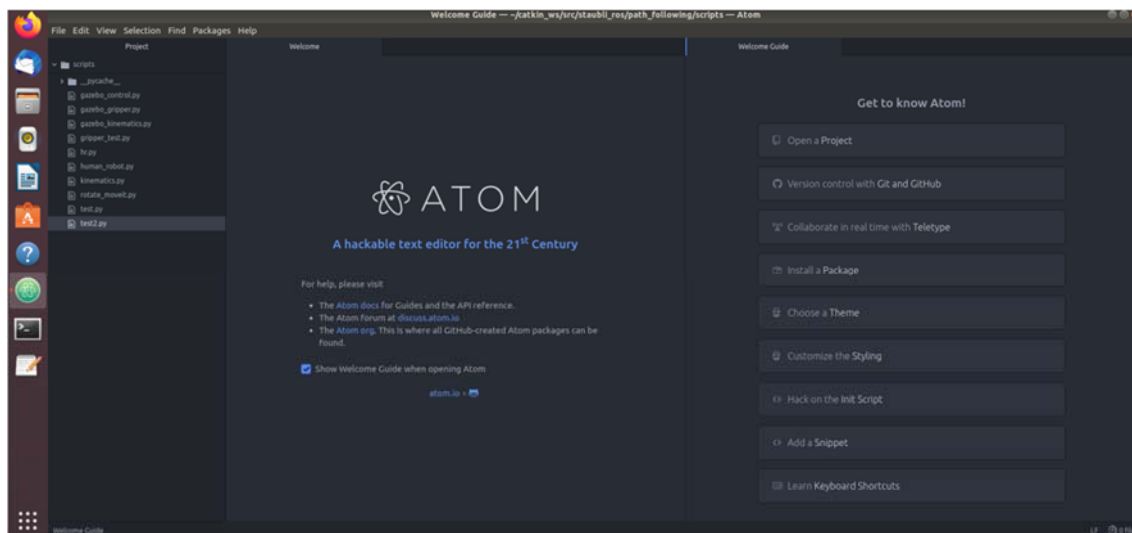 Welcome Guide — ~/catkin_ws/src/staubli_ros/path_following/scripts — Atom
File Edit View Selection Find Packages Help
Project
scripts
__pycache__
gazebo_control.py
gazebo_gripper.py
gazebo_kinematics.py
gripper_test.py
hr.py
human_robot.py
kinematics.py
rotate_moveit.py
test.py
test2.py
Welcome
ATOM
A hackable text editor for the 21st Century
For help, please visit
• The Atom docs for Guides and the API reference.
• The Atom forum at discuss.atom.io
• The Atom org. This is where all GitHub-created Atom packages can be
found.
Show Welcome Guide when opening Atom
atom.io ×
Welcome Guide
Get to know Atom!
Open a Project
Version control with Git and GitHub
Collaborate in real time with Teletype
Install a Package
Choose a Theme
Customize the Styling
Hack on the Init Script
Add a Snippet
Learn Keyboard Shortcuts
Welcome Guide
LF